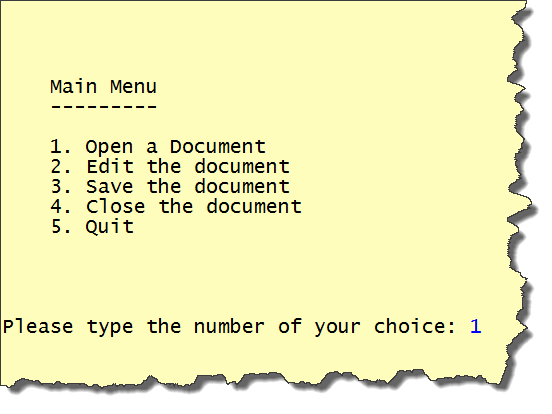 Main Menu
---------
1. Open a Document
2. Edit the document
3. Save the document
4. Close the document
5. Quit
Please type the number of your choice: 1